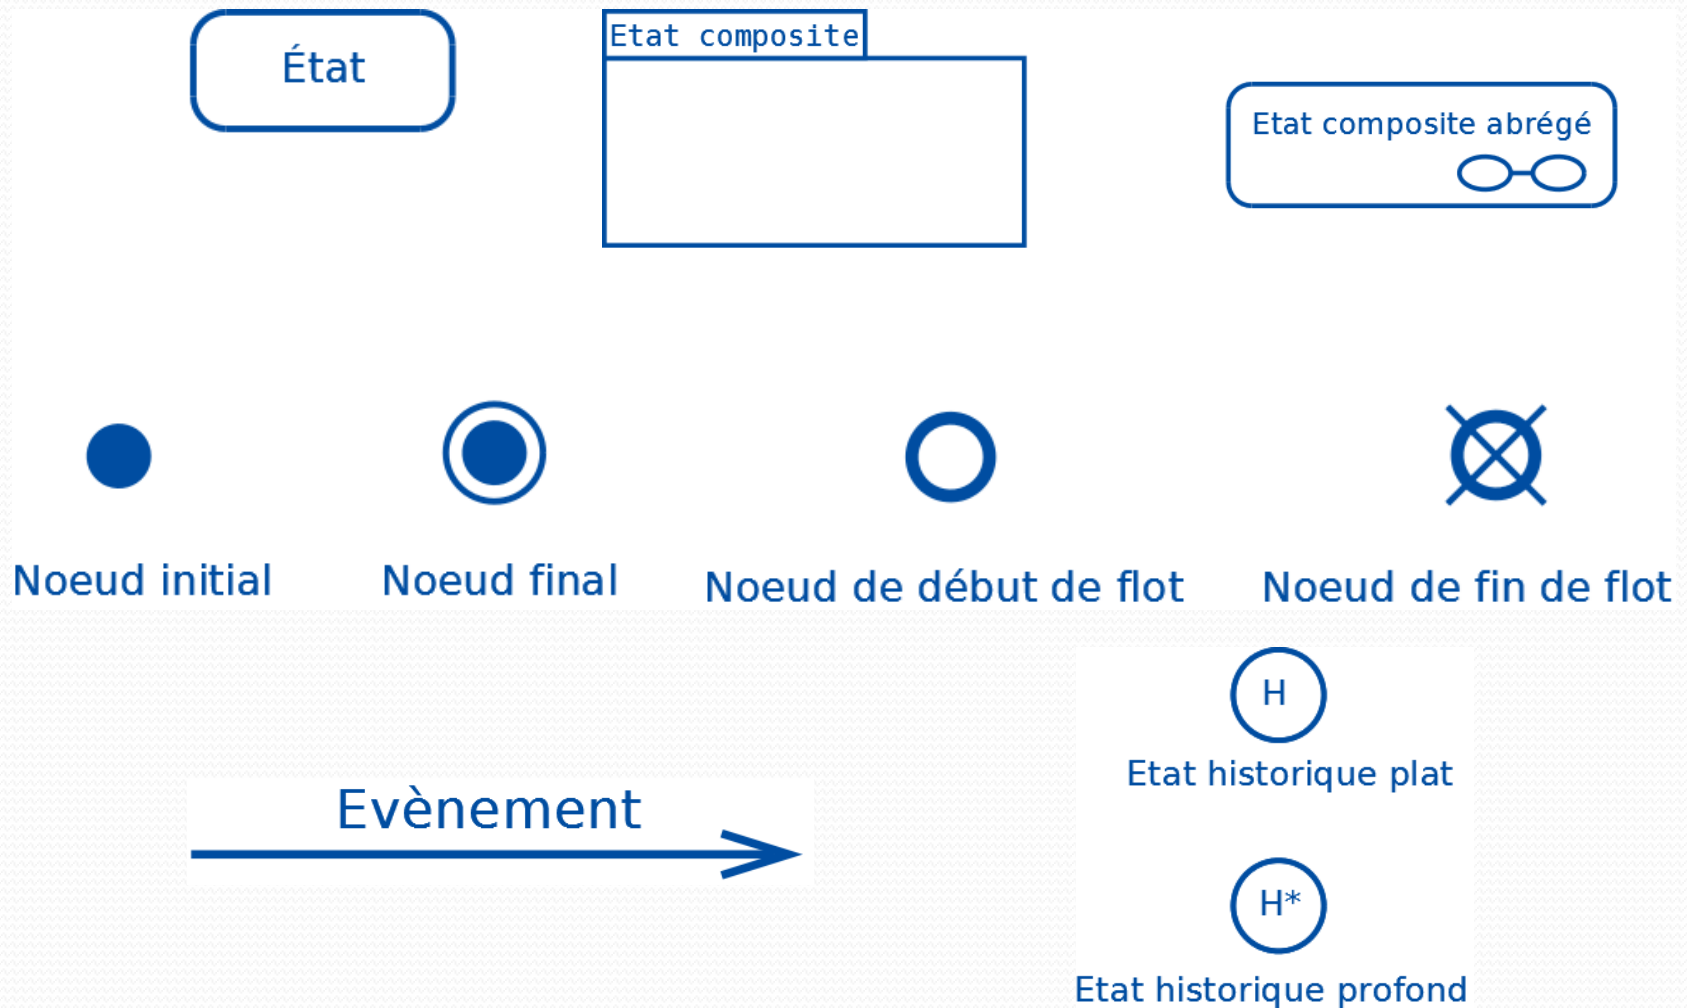 État
Etat composite
Etat composite abrégé
Noeud initial
Noeud final
Noeud de début de flot
Noeud de fin de flot
Evènement
H
Etat historique plat
H*
Etat historique profond